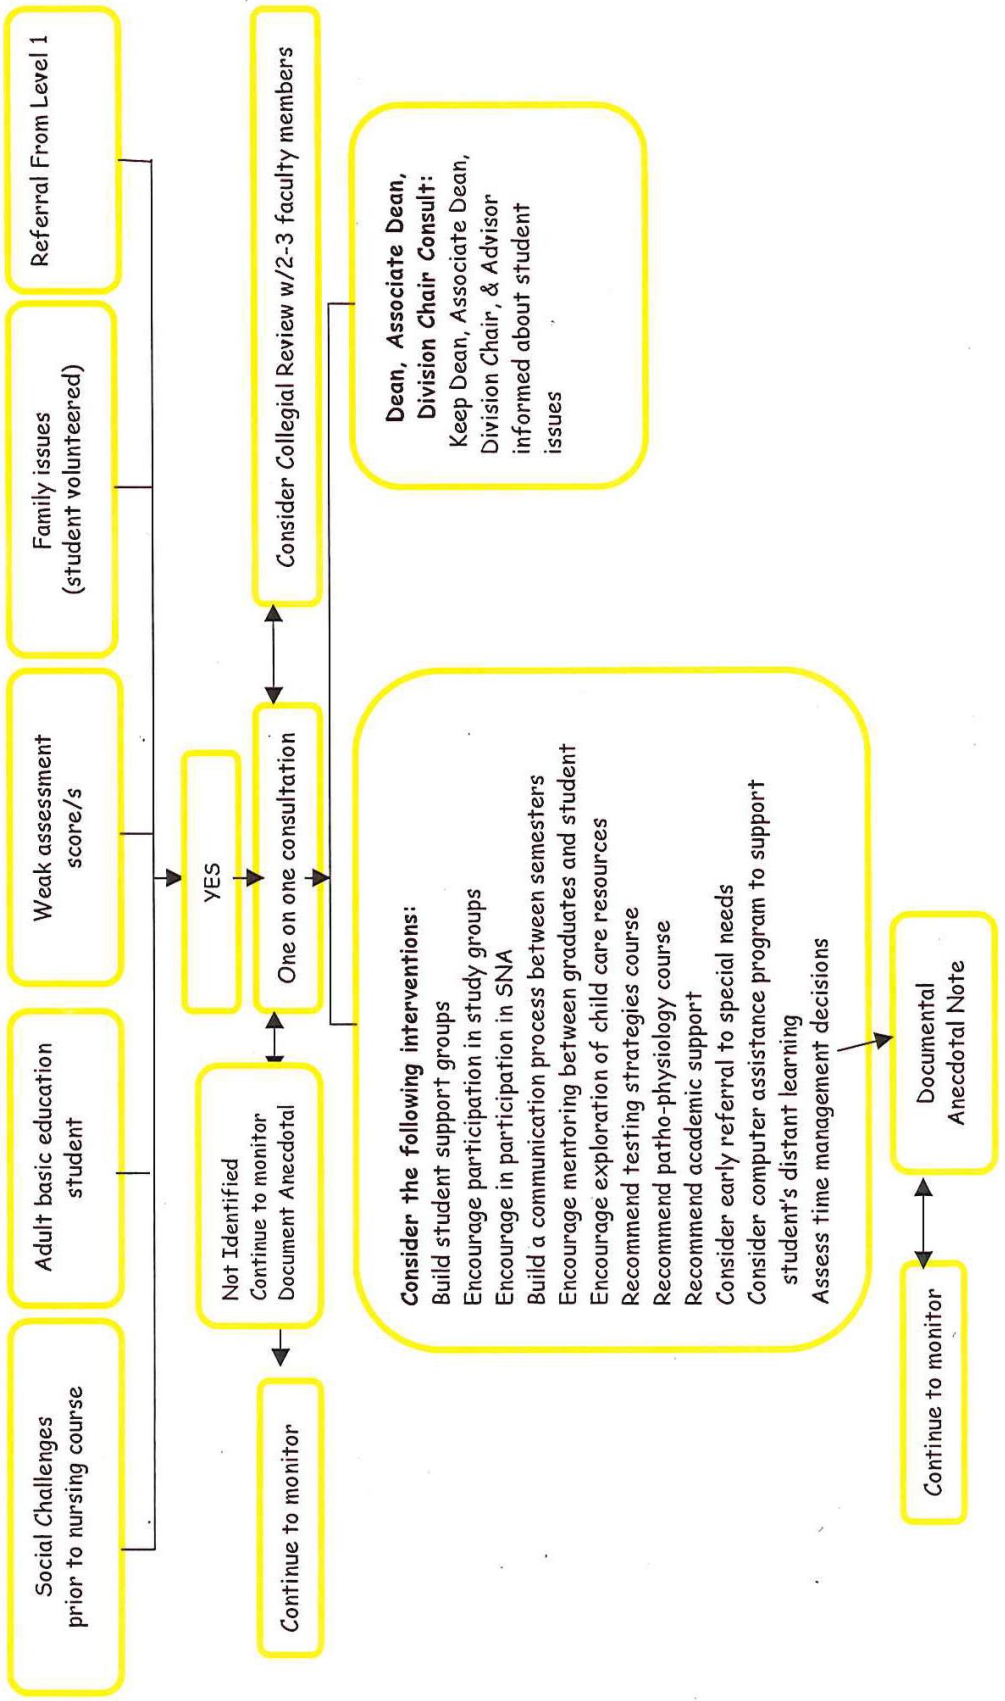 Social Challenges
prior to nursing course
Adult basic education
student
Weak assessment
score/s
Family issues
(student volunteered)
Referral From Level 1
YES
Not Identified
Continue to monitor
Document Anecdotal
Continue to monitor
One on one consultation
Consider Collegial Review w/2-3 faculty members
Consider the following interventions:
Build student support groups
Encourage participation in study groups
Encourage in participation in SNA
Build a communication process between semesters
Encourage mentoring between graduates and student
Encourage exploration of child care resources
Recommend testing strategies course
Recommend patho-physiology course
Recommend academic support
Consider early referral to special needs
Consider computer assistance program to support
student's distant learning
Assess time management decisions
Dean, Associate Dean,
Division Chair Consult:
Keep Dean, Associate Dean,
Division Chair, & Advisor
informed about student
issues
Continue to monitor
Documental
Anecdotal Note